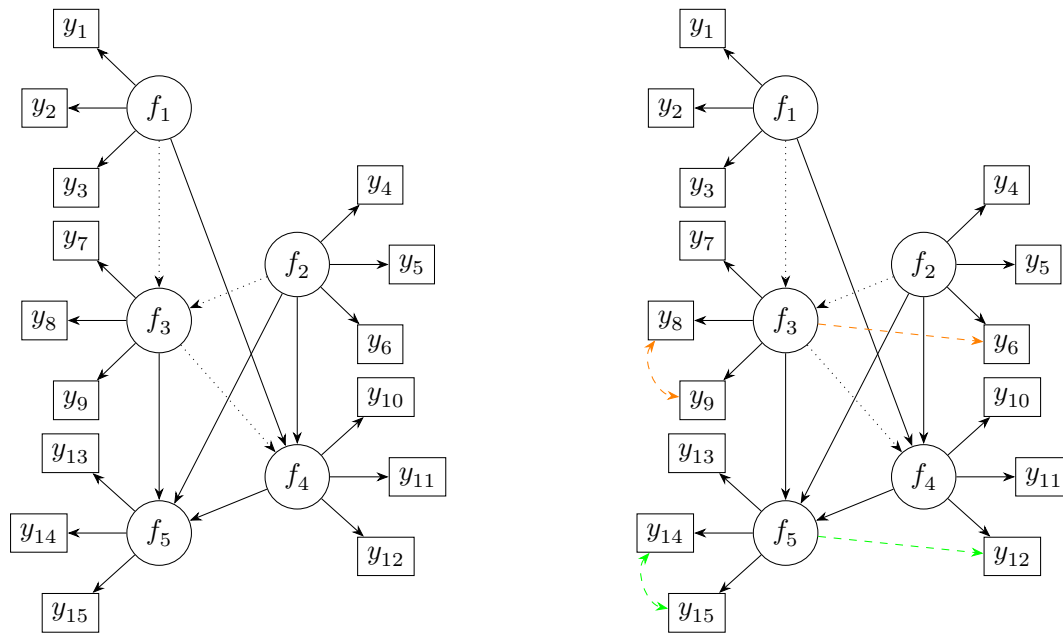 y₁
y₂
f₁
y₃
y₄
y₇
f₂
y₅
y₈
f₃
y₆
y₉
y₁₀
y₁₃
f₄
y₁₁
y₁₄
f₅
y₁₂
y₁₅
y₁
y₂
f₁
y₃
y₄
y₇
f₂
y₅
y₈
f₃
y₆
y₉
y₁₀
y₁₃
f₄
y₁₁
y₁₄
f₅
y₁₂
y₁₅